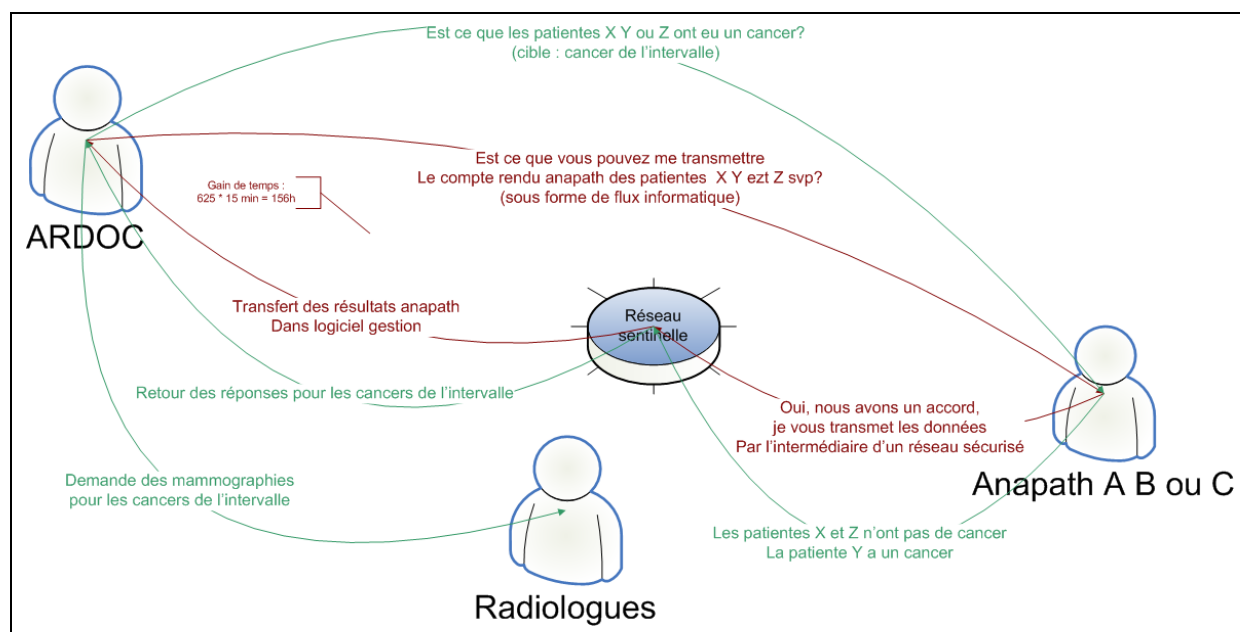 Est ce que les patientes X Y ou Z ont eu un cancer?
(cible : cancer de l'intervalle)
Est ce que vous pouvez me transmettre
Le compte rendu anapath des patientes X Y ezt Z svp?
(sous forme de flux informatique)
Gain de temps :
625 * 15 min = 156h
ARDOC
Transfert des résultats anapath
Dans logiciel gestion
Réseau
sentinelle
Retour des réponses pour les cancers de l'intervalle
Oui, nous avons un accord,
je vous transmet les données
Par l'intermédiaire d'un réseau sécurisé
Anapath A B ou C
Demande des mammographies
pour les cancers de l'intervalle
Les patientes X et Z n'ont pas de cancer
La patiente Y a un cancer
Radiologues